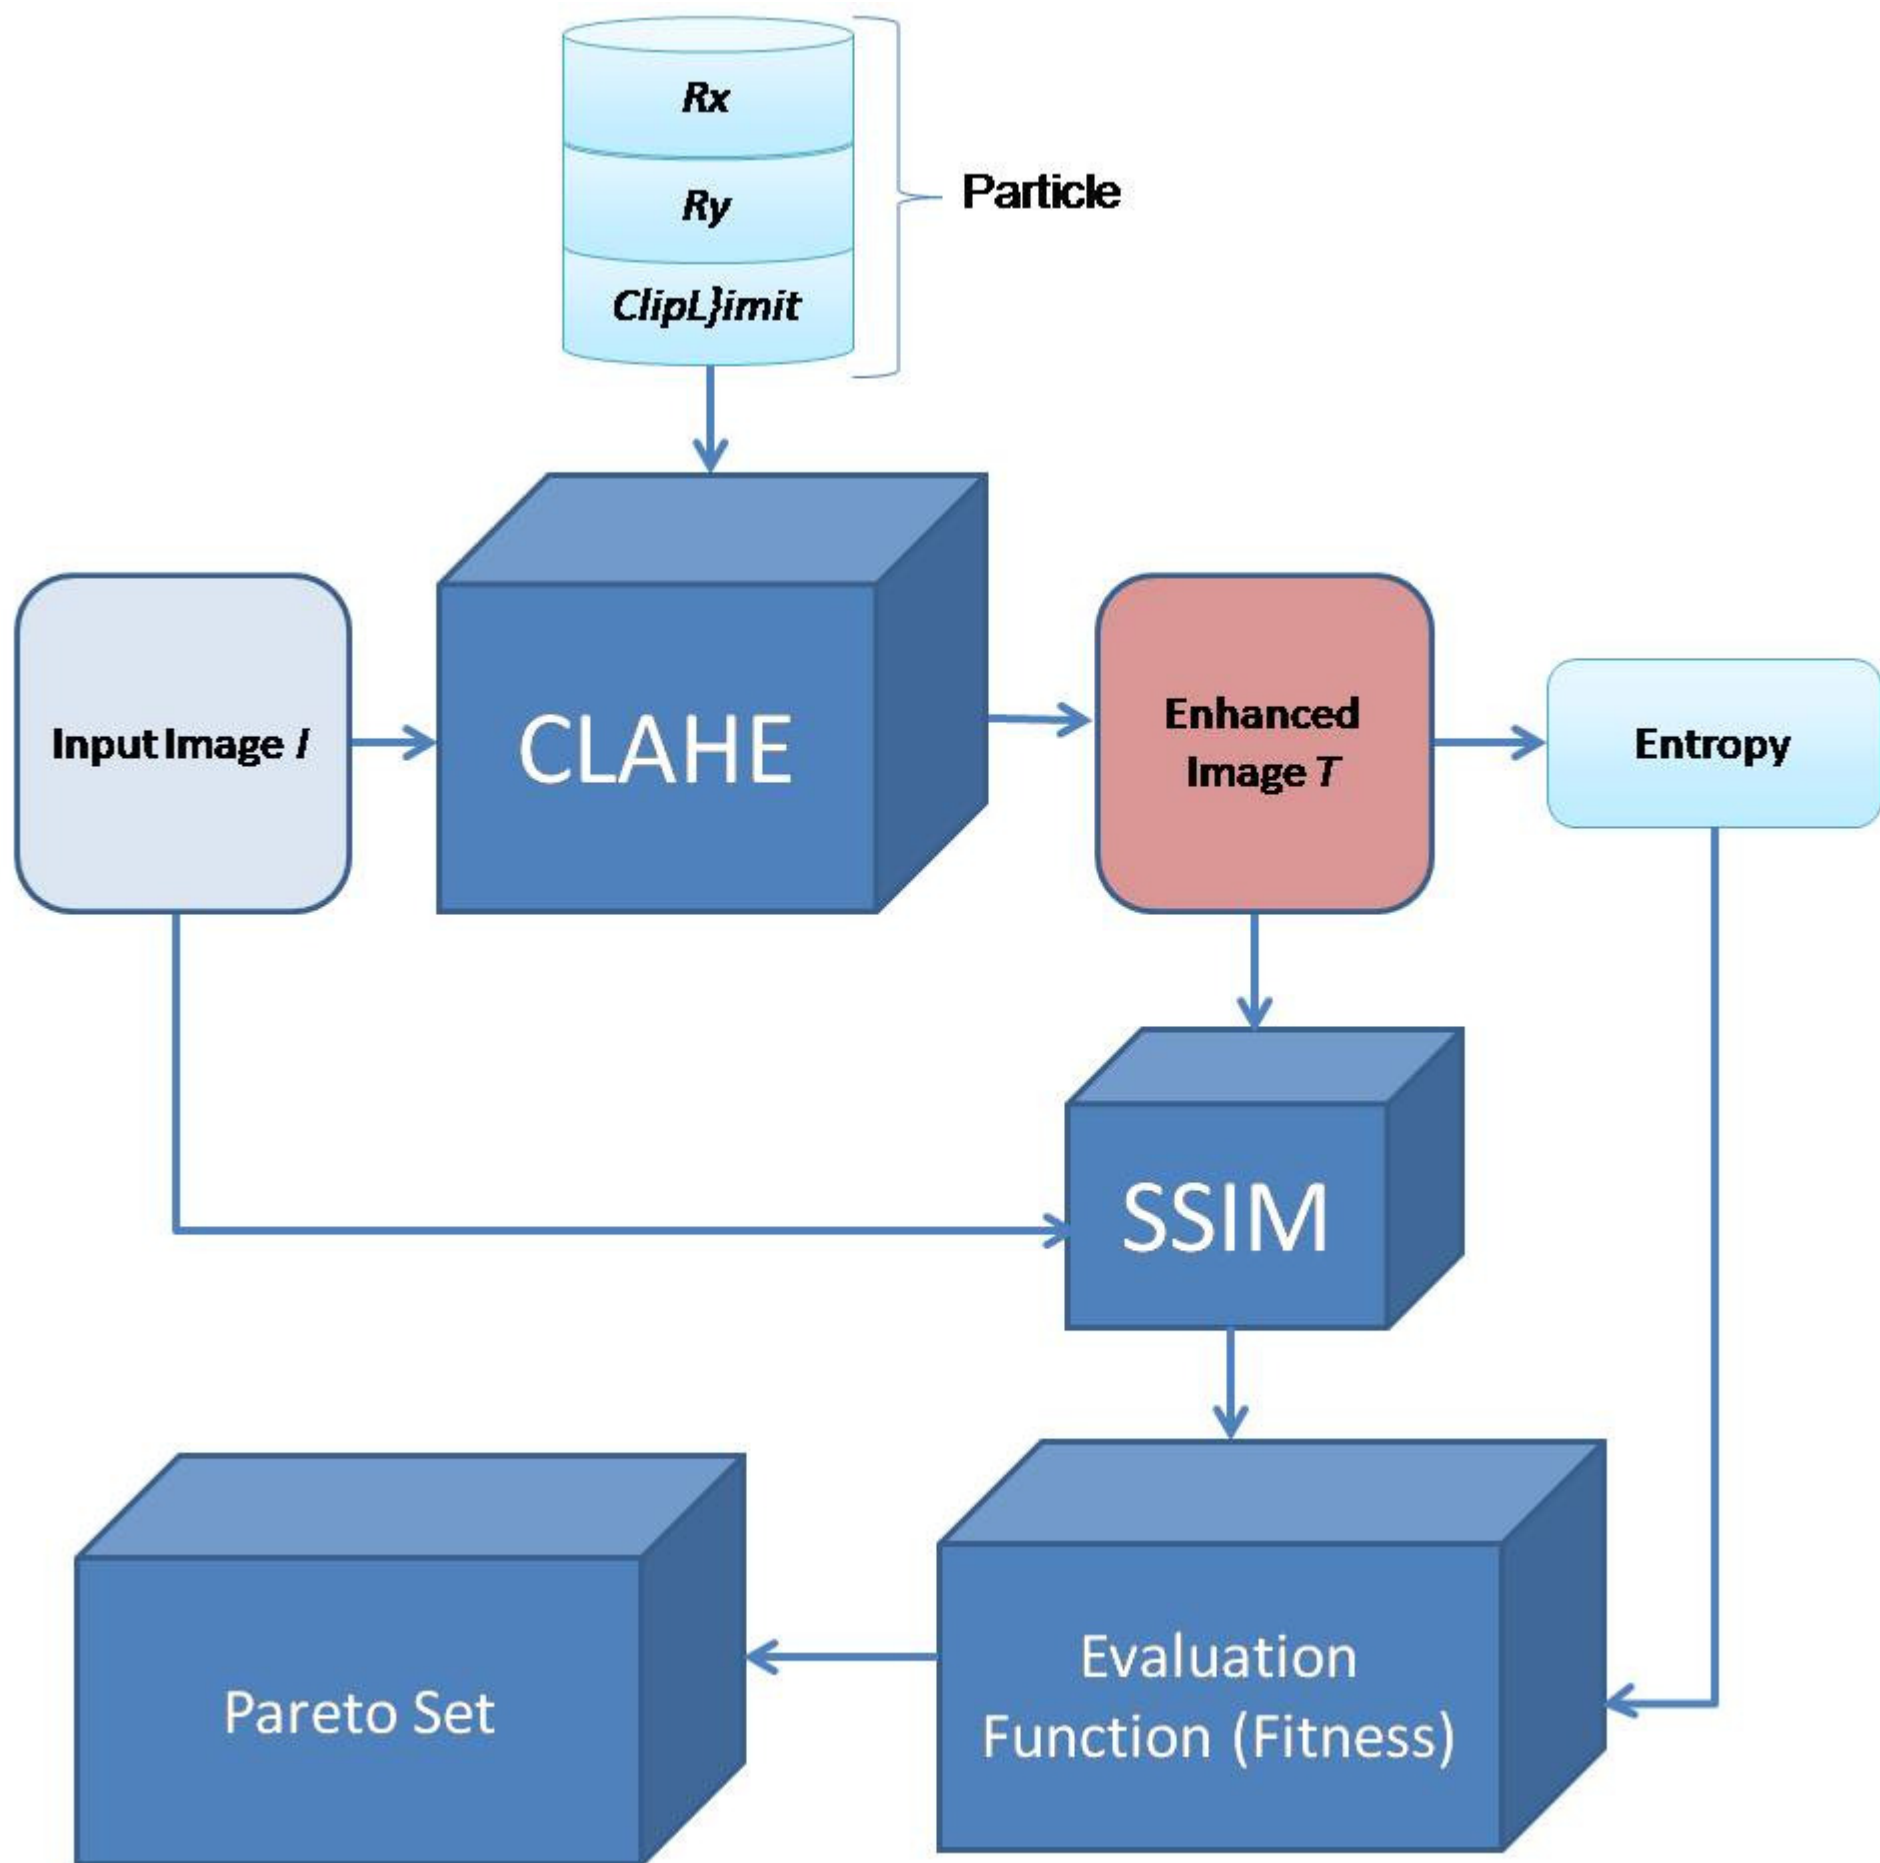 Rx
Ry
ClipL}imit
Particle
Input Image I
CLAHE
Enhanced
Image T
Entropy
SSIM
Evaluation
Function (Fitness)
Pareto Set